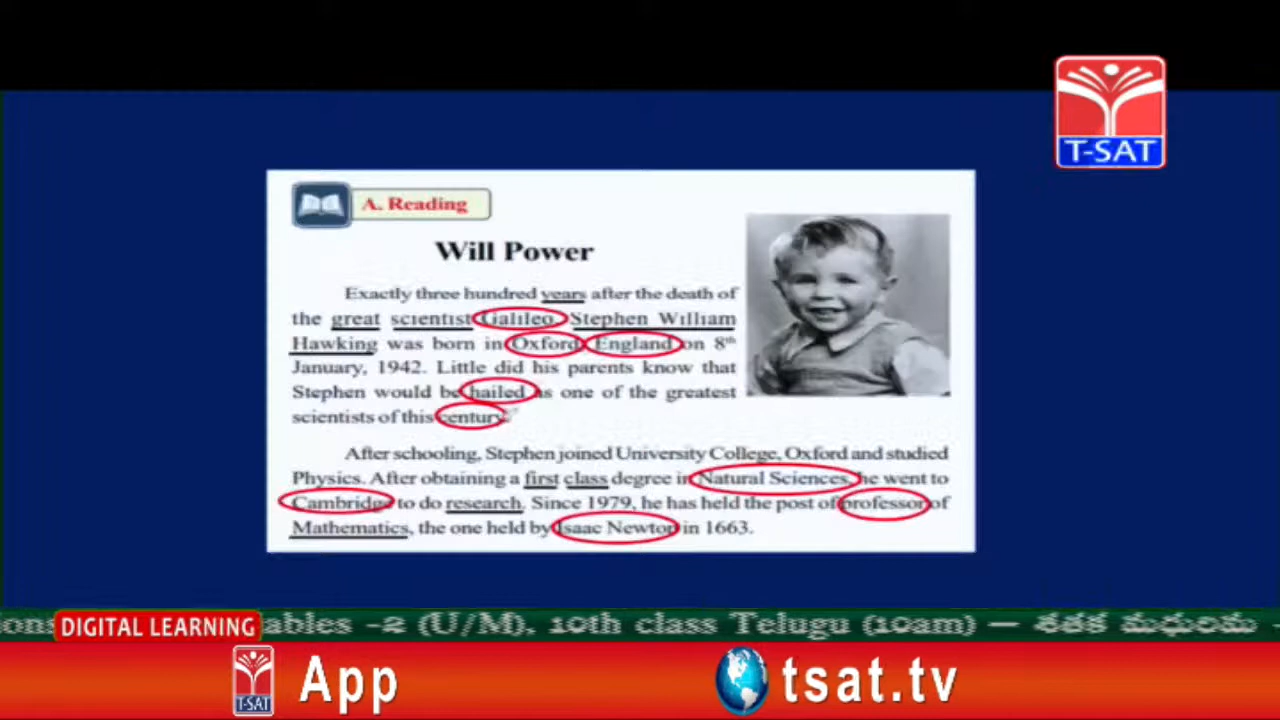 T-SAT
A. Reading
Will Power
Exactly three hundred years after the death of
the great scientist Galileo, Stephen William
Hawking was born in Oxford, England on 8th
January, 1942. Little did his parents know that
Stephen would be hailed as one of the greatest
scientists of this century.
After schooling, Stephen joined University College, Oxford and studied
Physics. After obtaining a first class degree in Natural Sciences, he went to
Cambridge to do research. Since 1979, he has held the post of professor of
Mathematics, the one held by Isaac Newton in 1663.
DIGITAL LEARNING
ables -2 (U/M), 10th class Telugu (10am) – శతక మధురిమ -
T-SAT App
tsat.tv